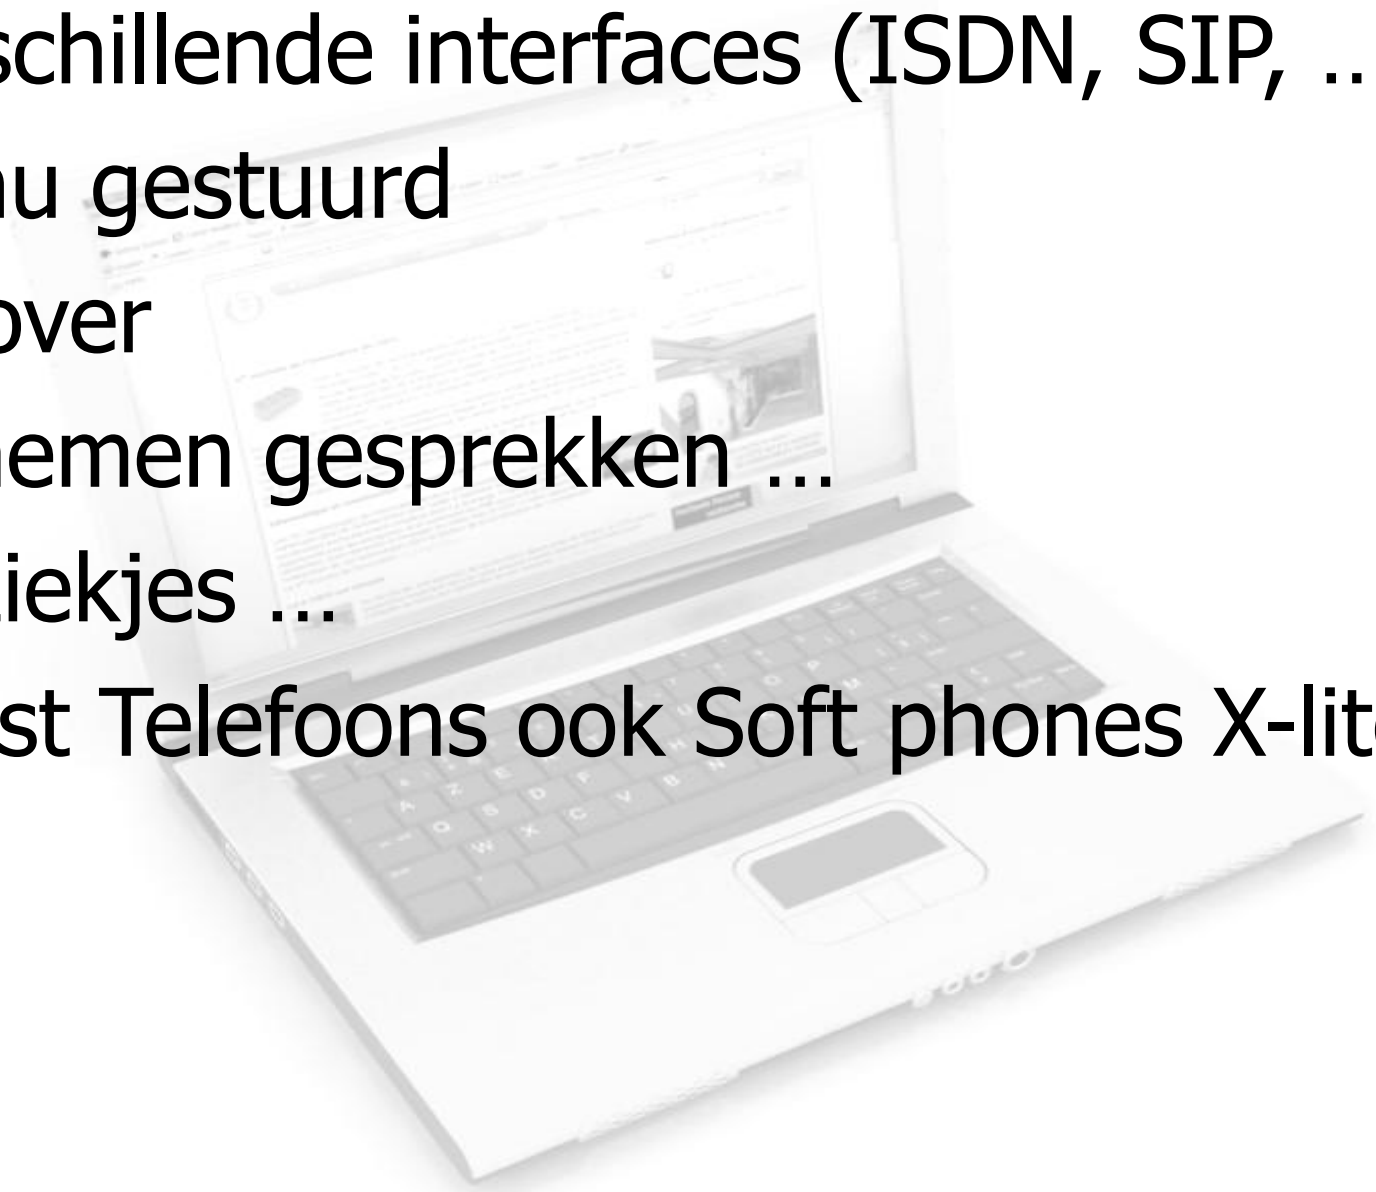 schillende interfaces (ISDN, SIP, ..
nu gestuurd
over
nemen gesprekken ...
iekjes ...
st Telefoons ook Soft phones X-lite